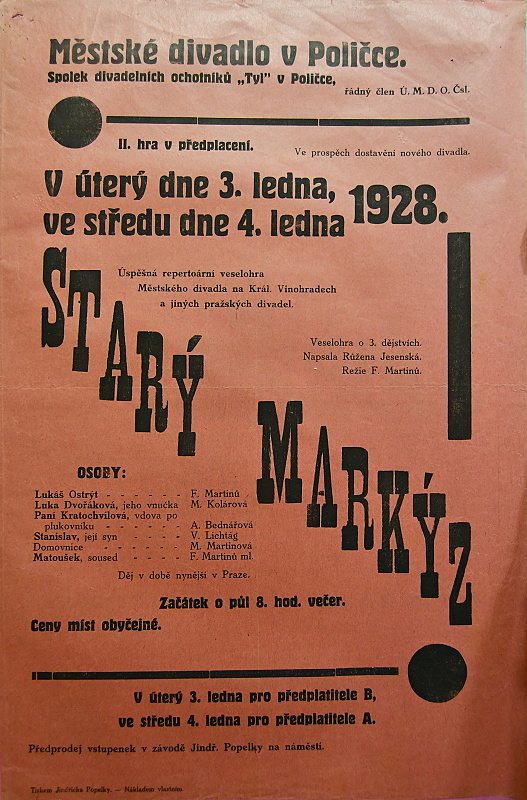 Městské divadlo v Poličce.
Spolek divadelních ochotníků „Tyl" v Poličce,
řádný člen Ú. M. D. O. Čsl.
II. hra v předplacení.
Ve prospěch dostavění nového divadla.
V úterý dne 3. ledna,
ve středu dne 4. ledna
1928.
Úspěšná repertoární veselohra
Městského divadla na Král. Vinohradech
a jiných pražských divadel.
STARÝ
Veselohra o 3. dějstvích.
Napsala Růžena Jesenská.
Režie F. Martinů.
MARKÝZ
OSOBY:
Lukáš Ostrýt - - - - - - F. Martinů
Luka Dvořáková, jeho vnučka M. Kolárová
Paní Kratochvílová, vdova po
plukovníku - - - - - - A. Bednářová
Stanislav, její syn - - - - V. Lichtág
Domovnice - - - - - - M. Martinová
Matoušek, soused - - - - F. Martinů ml.
Děj v době nynější v Praze.
Začátek o půl 8. hod. večer.
Ceny míst obyčejné.
V úterý 3. ledna pro předplatitele B,
ve středu 4. ledna pro předplatitele A.
Předprodej vstupenek v závodě Jindř. Popelky na náměstí.
Tiskem Jindřicha Popelky. — Nákladem vlastním.